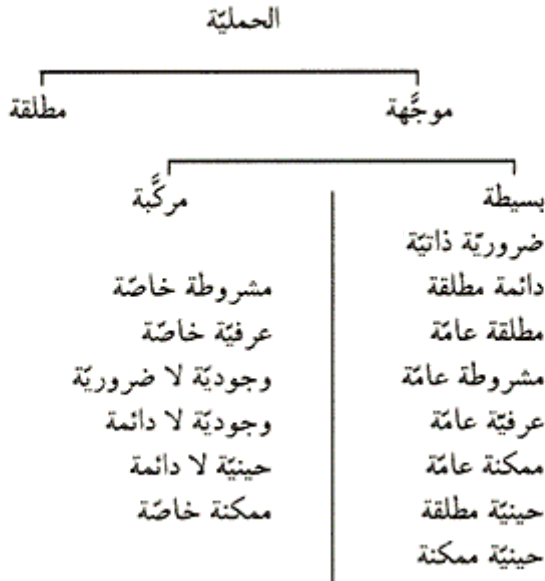 الحمليّة
موجَّهة مطلقة
بسيطة مركَّبة
ضروريّة ذاتيّة
دائمة مطلقة مشروطة خاصّة
مطلقة عامّة عرفيّة خاصّة
مشروطة عامّة وجوديّة لا ضروريّة
عرفيّة عامّة وجوديّة لا دائمة
ممكنة عامّة حينيّة لا دائمة
حينيّة مطلقة ممكنة خاصّة
حينيّة ممكنة